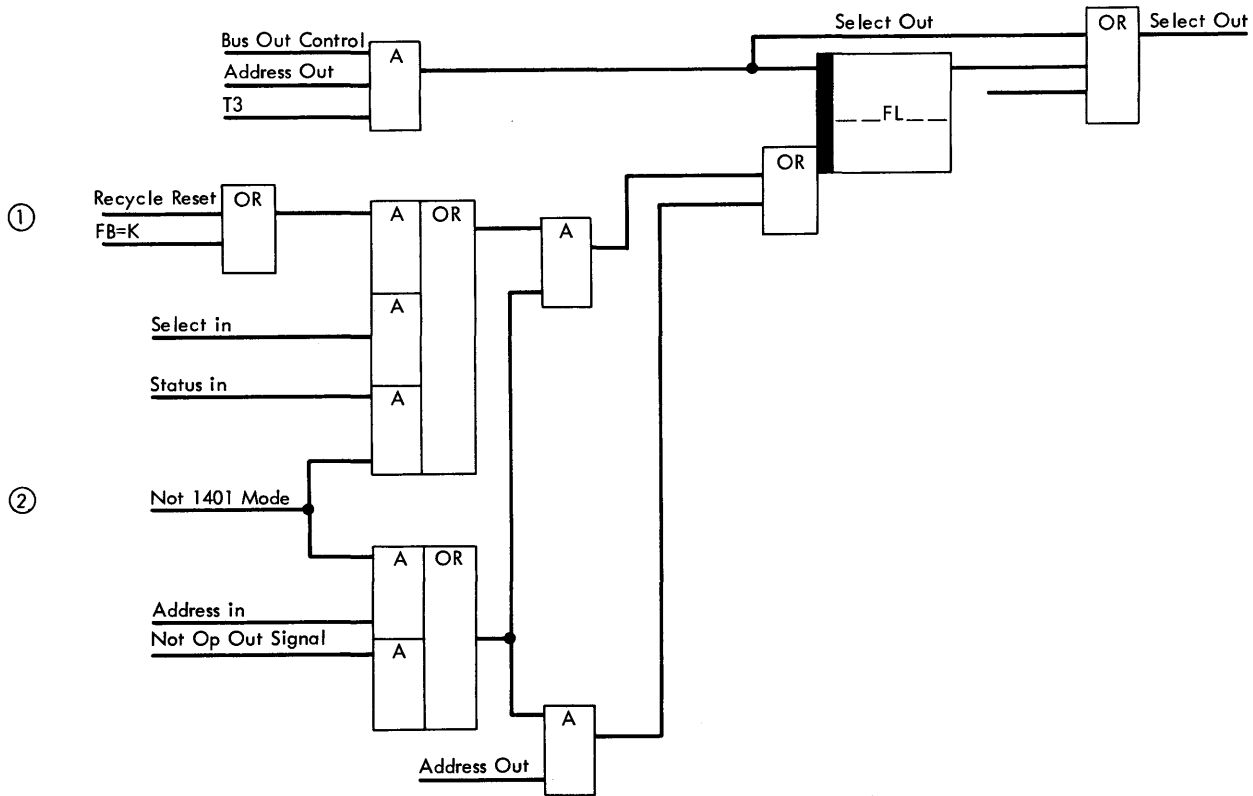 Select Out
OR
Select Out
Bus Out Control
A
Address Out
T3
FL
OR
①
Recycle Reset
OR
FB=K
A
OR
A
Select in
A
Status in
A
②
Not 1401 Mode
A
OR
Address in
Not Op Out Signal
A
A
Address Out